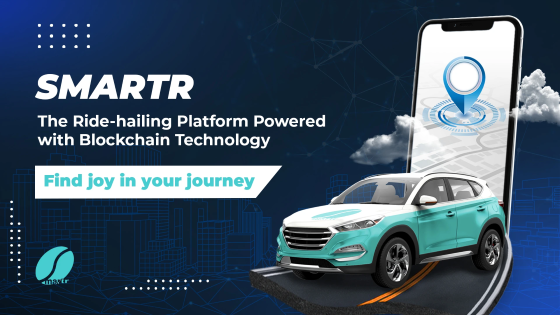 SMARTR
The Ride-hailing Platform Powered
with Blockchain Technology
Find joy in your journey